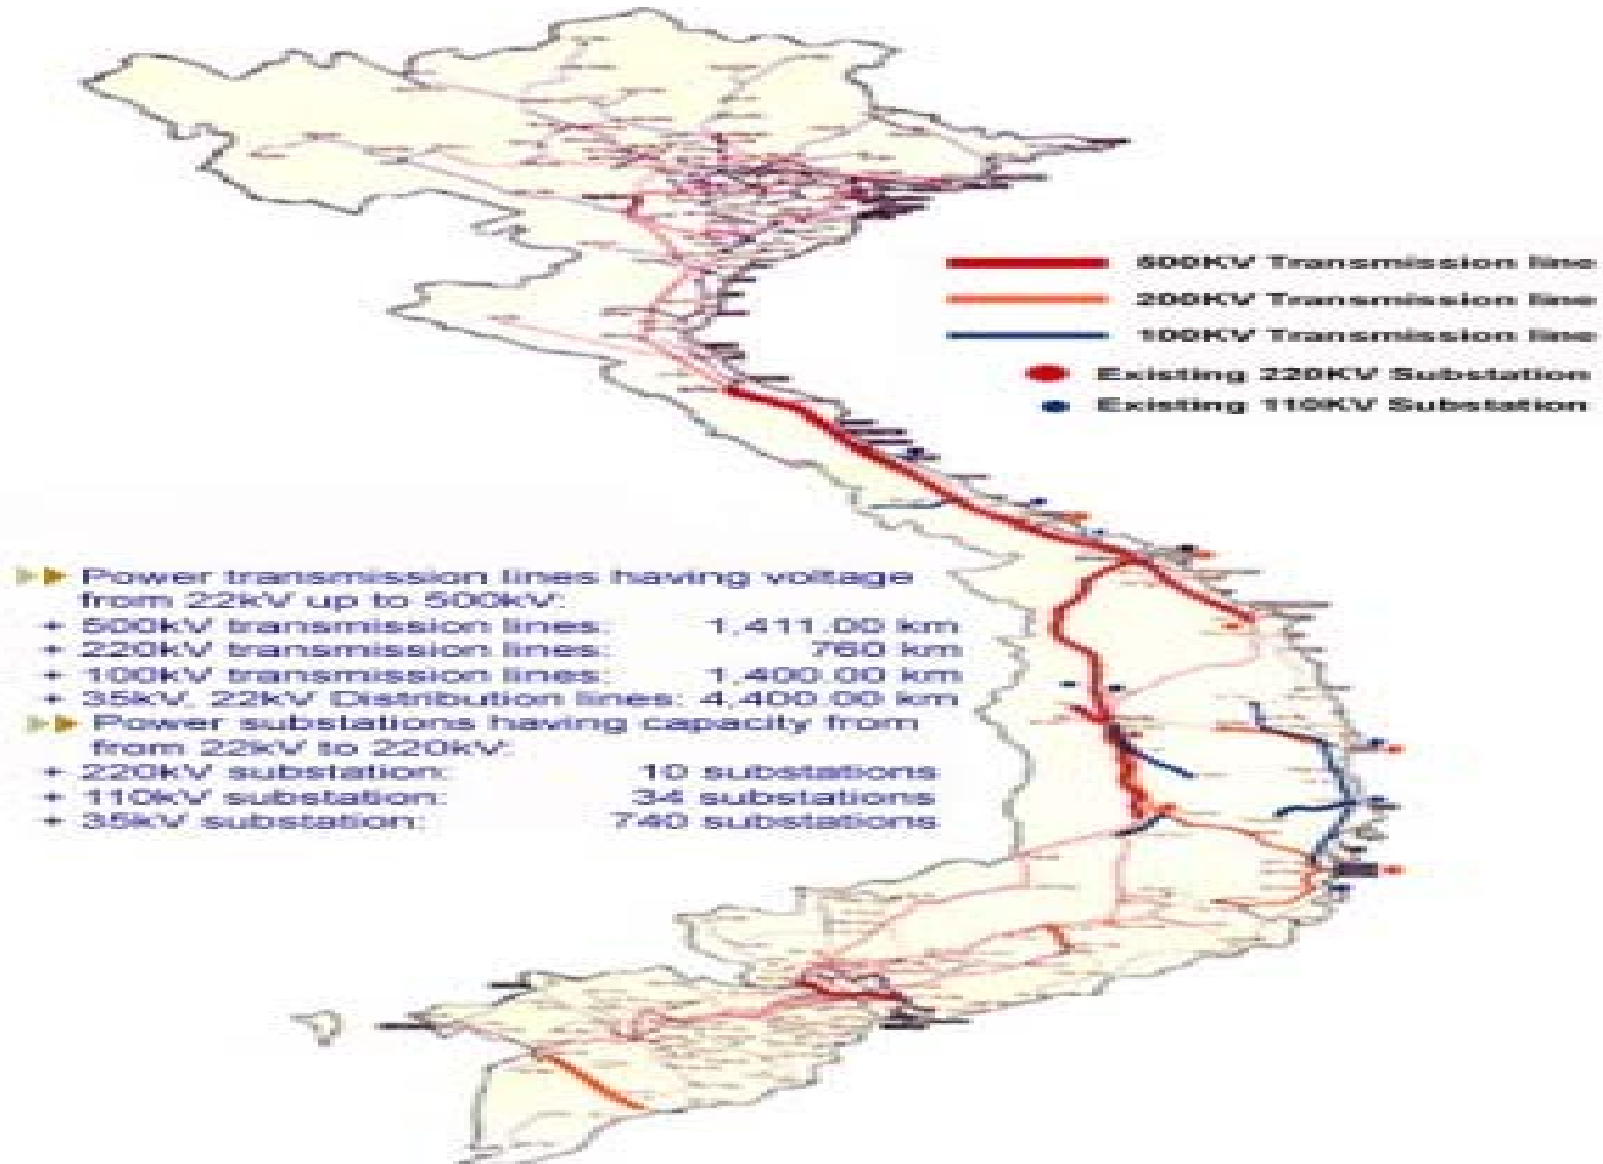 500KV Transmission line
200KV Transmission line
100KV Transmission line
Existing 220KV Substation
Existing 110KV Substation
Power transmission lines having voltage
from 22kV up to 500kV:
+ 500kV transmission lines: 1,411.00 km
+ 220kV transmission lines: 760 km
+ 100kV transmission lines: 1,400.00 km
+ 35kV, 22kV Distribution lines: 4,400.00 km
Power substations having capacity from
from 22kV to 220kV:
+ 220kV substation: 10 substations
+ 110kV substation: 34 substations
+ 35kV substation: 740 substations